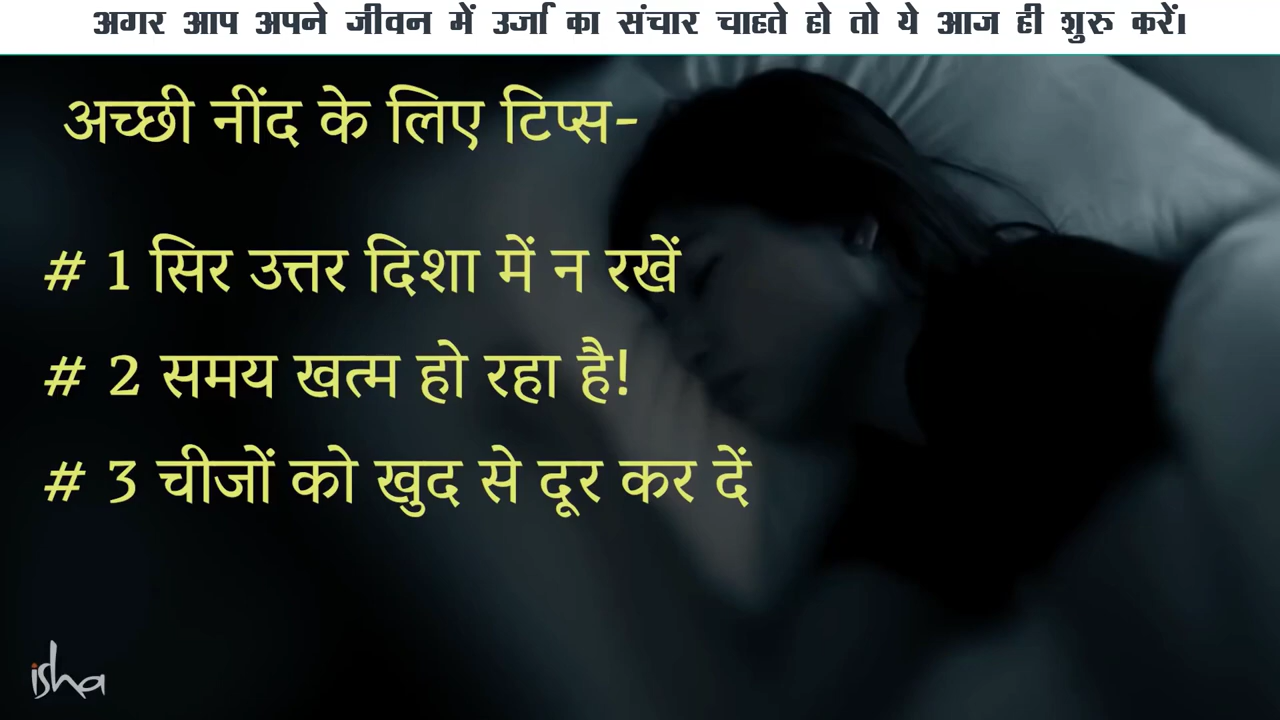 अगर आप अपने जीवन में उर्जा का संचार चाहते हो तो ये आज ही शुरु करें।
अच्छी नींद के लिए टिप्स-
# 1 सिर उत्तर दिशा में न रखें
# 2 समय खत्म हो रहा है!
# 3 चीजों को खुद से दूर कर दें
isha